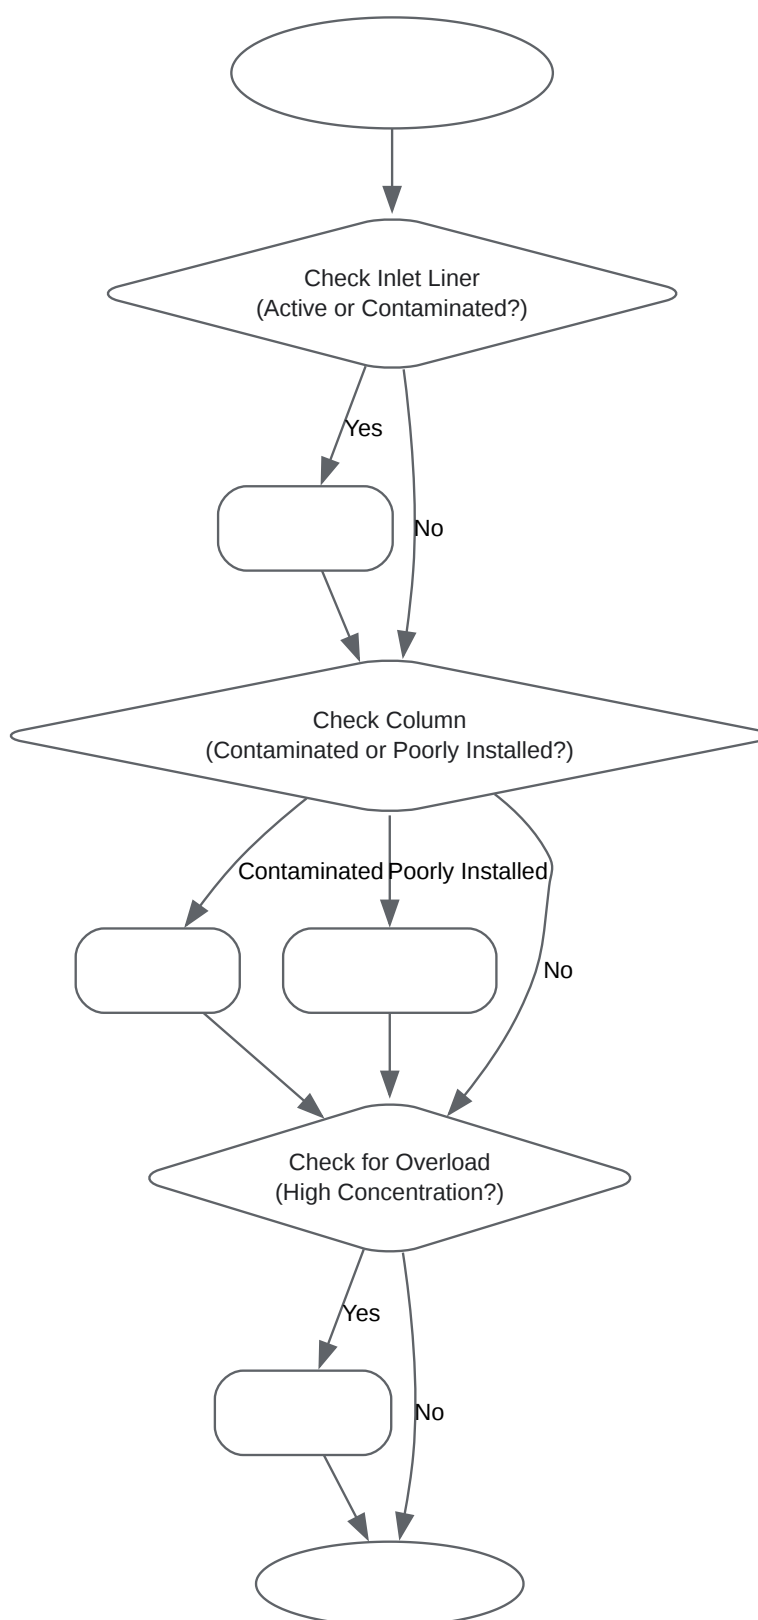 Check Inlet Liner
(Active or Contaminated?)
Yes
No
Check Column
(Contaminated or Poorly Installed?)
Contaminated
Poorly Installed
No
Check for Overload
(High Concentration?)
Yes
No